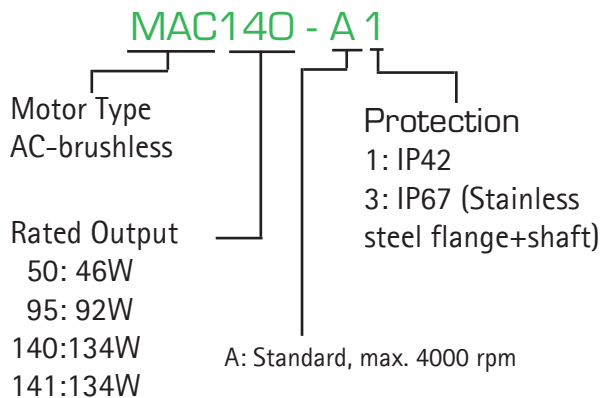 MAC140 - A 1
Motor Type
AC-brushless
Protection
1: IP42
3: IP67 (Stainless
steel flange+shaft)
Rated Output
50: 46W
95: 92W
140:134W
141:134W
A: Standard, max. 4000 rpm